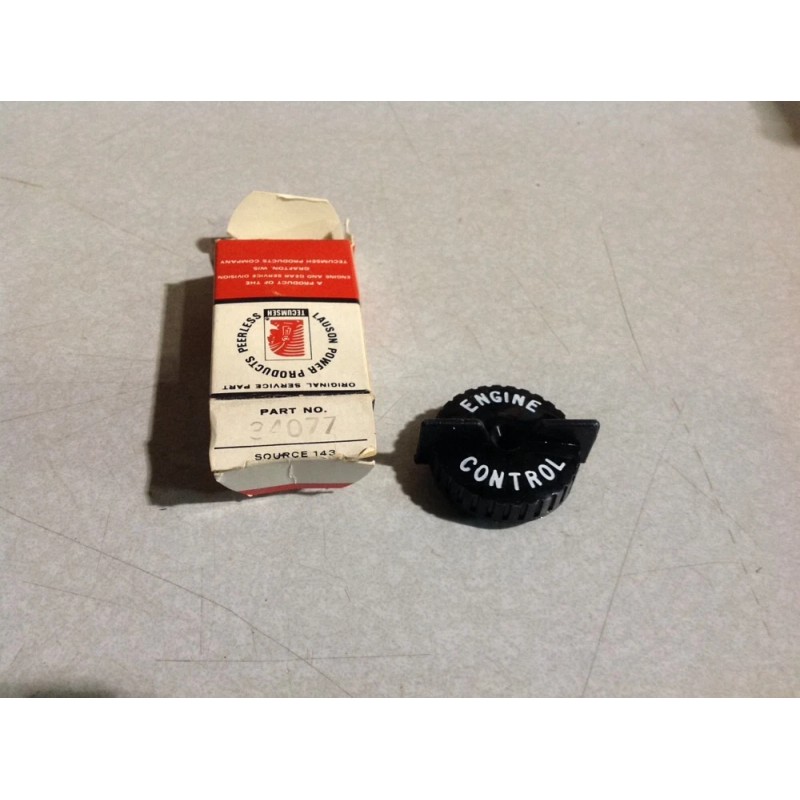 A PRODUCT OF THE
ENGINE AND GEAR SERVICE DIVISION
GRAFTON, WIS
TECUMSEH PRODUCTS COMPANY
LAUSON POWER PRODUCTS PEERLESS
TECUMSEH
ORIGINAL SERVICE PART
PART NO.
34077
SOURCE 143
ENGINE
CONTROL